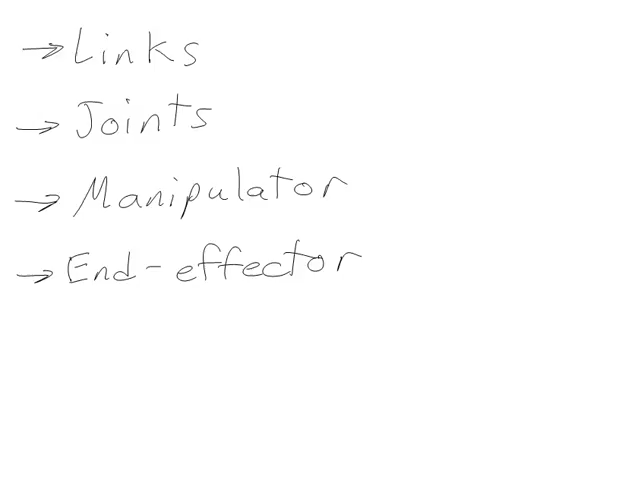 → Links
→ Joints
→ Manipulator
→ End-effector